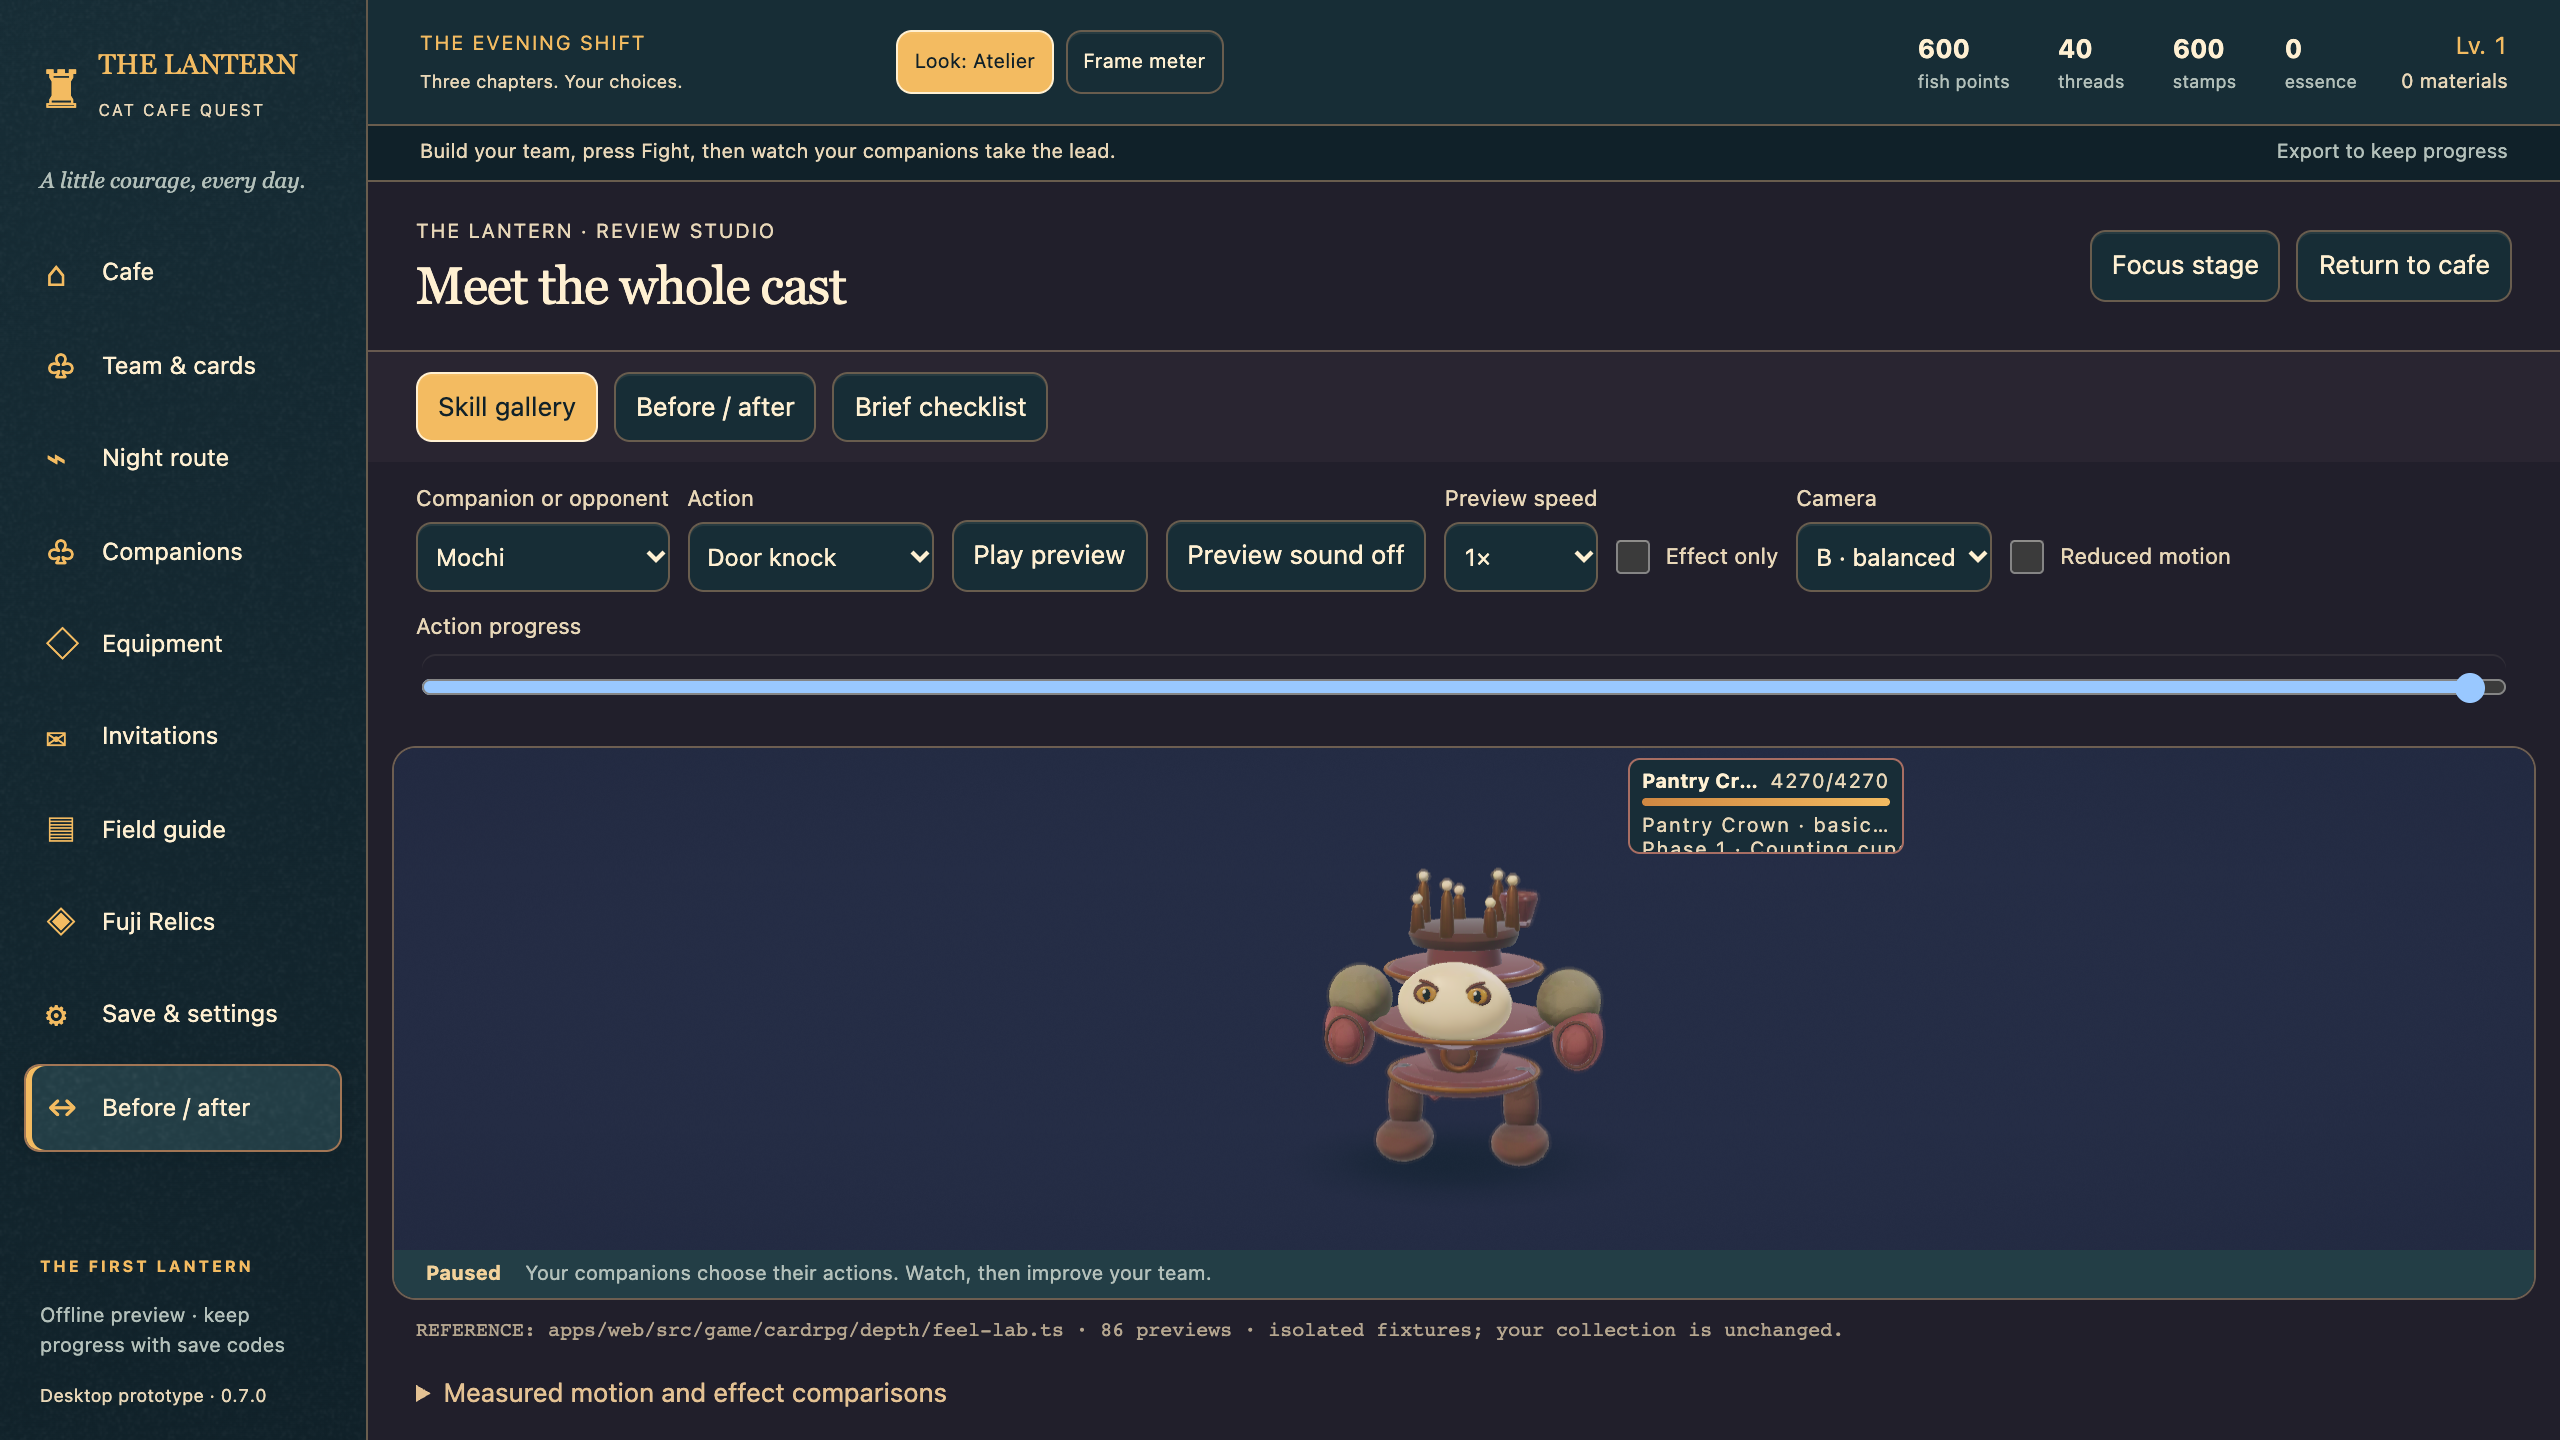 THE LANTERN
CAT CAFE QUEST
A little courage, every day.
Cafe
Team & cards
Night route
Companions
Equipment
Invitations
Field guide
Fuji Relics
Save & settings
Before / after
THE FIRST LANTERN
Offline preview · keep
progress with save codes
Desktop prototype · 0.7.0
THE EVENING SHIFT
Three chapters. Your choices.
Look: Atelier
Frame meter
600
fish points
40
threads
600
stamps
0
essence
Lv. 1
0 materials
Build your team, press Fight, then watch your companions take the lead.
Export to keep progress
THE LANTERN · REVIEW STUDIO
Meet the whole cast
Focus stage
Return to cafe
Skill gallery
Before / after
Brief checklist
Companion or opponent
Mochi
Action
Door knock
Play preview
Preview sound off
Preview speed
1×
Effect only
Camera
B · balanced
Reduced motion
Action progress
Pantry Cr... 4270/4270
Pantry Crown · basic...
Phase 1 · Counting cup
Paused Your companions choose their actions. Watch, then improve your team.
REFERENCE: apps/web/src/game/cardrpg/depth/feel-lab.ts · 86 previews · isolated fixtures; your collection is unchanged.
Measured motion and effect comparisons